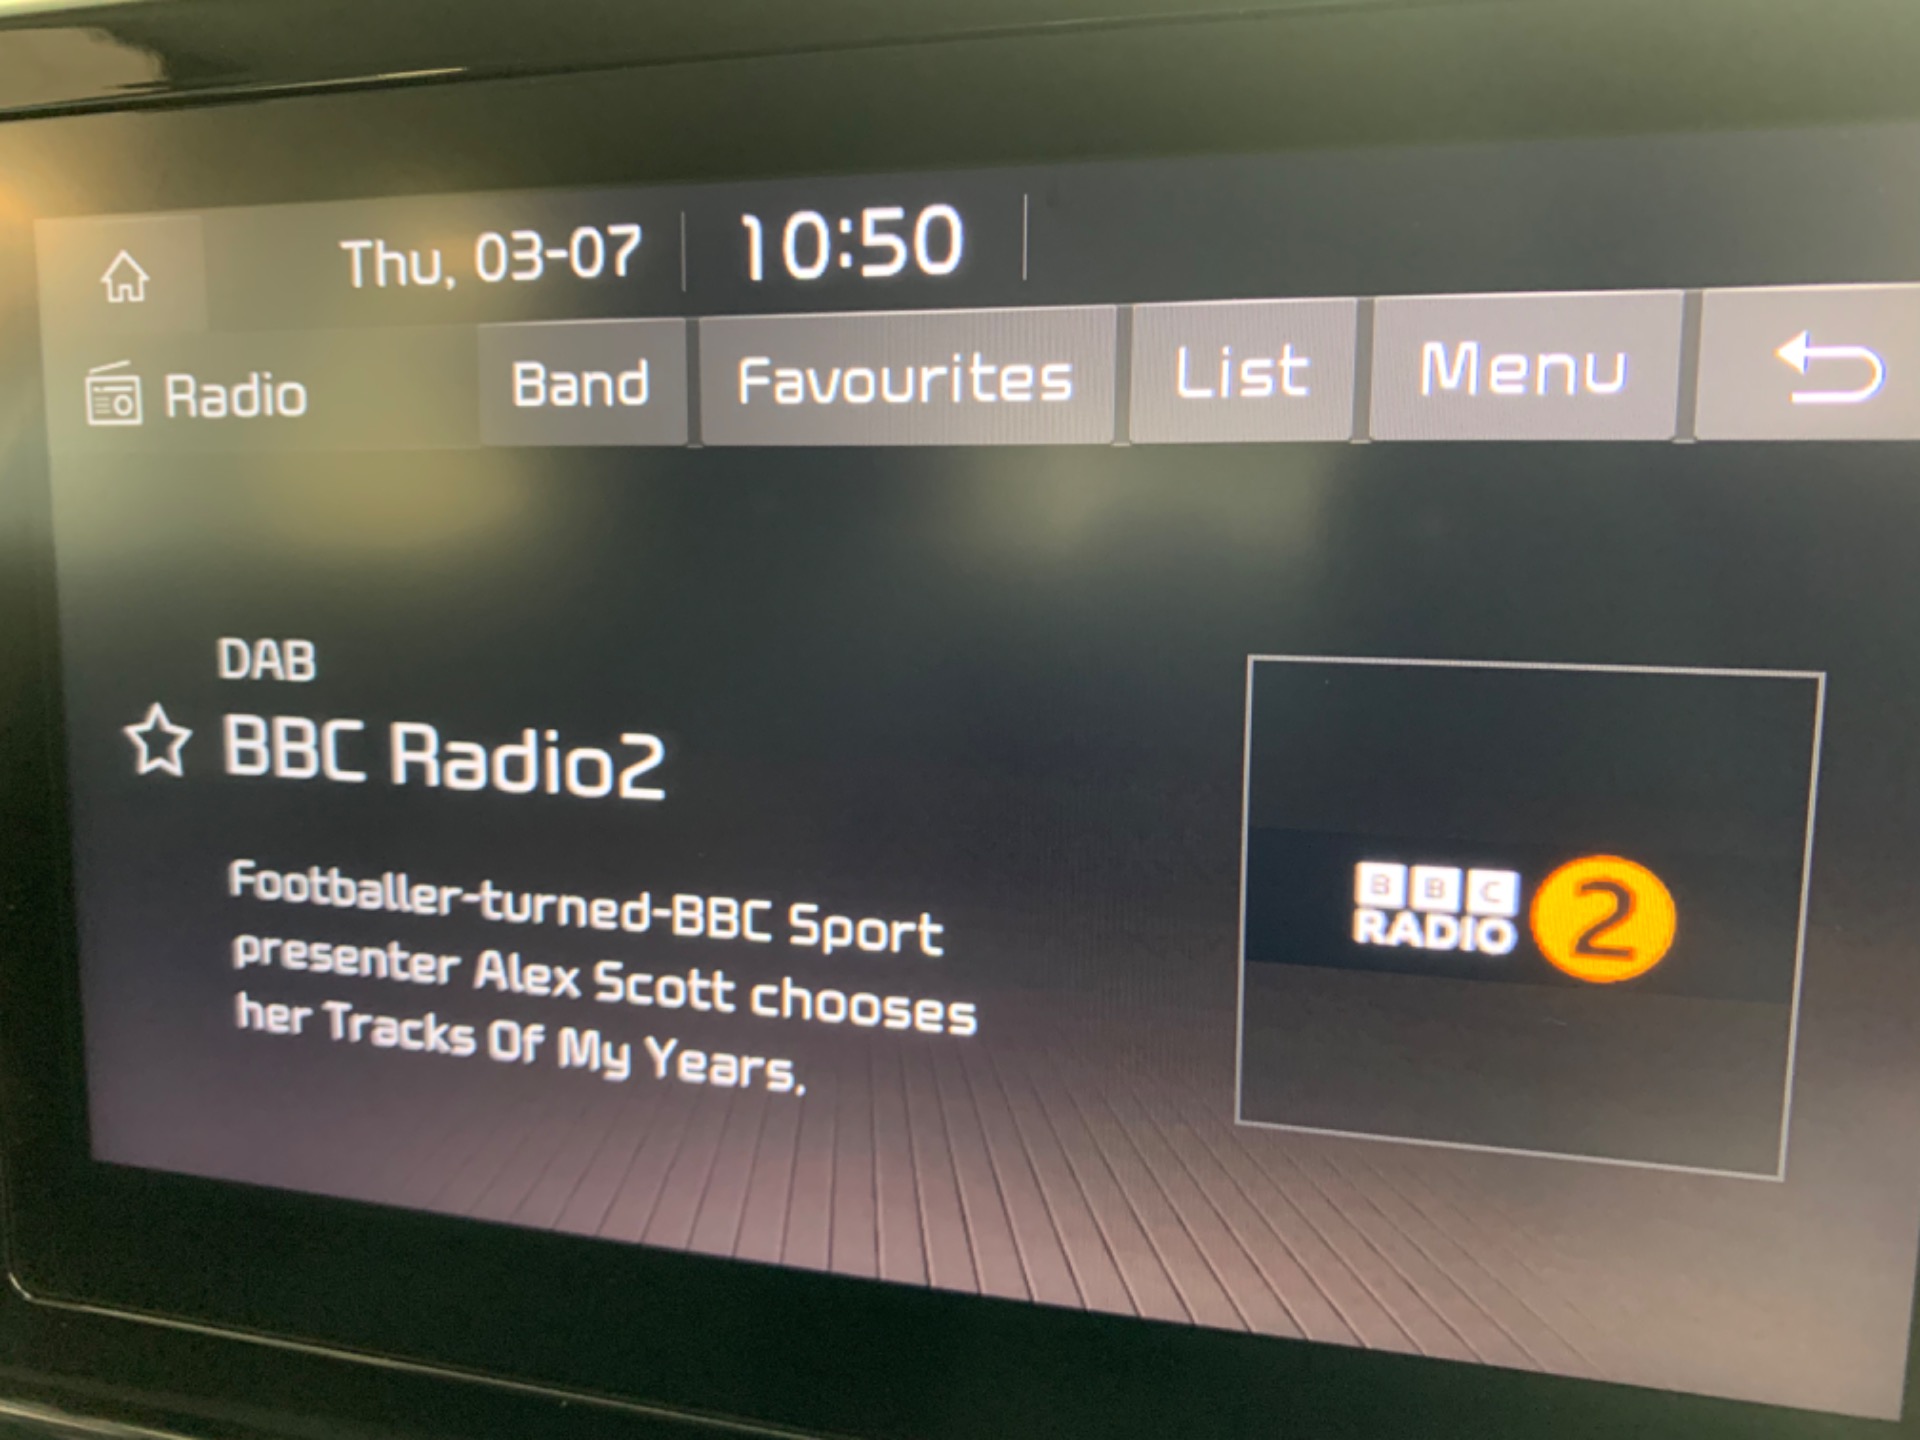 Thu, 03-07
10:50
Radio
Band
Favourites
List
Menu
DAB
BBC Radio2
Footballer-turned-BBC Sport
presenter Alex Scott chooses
her Tracks Of My Years.
BBC
RADIO 2